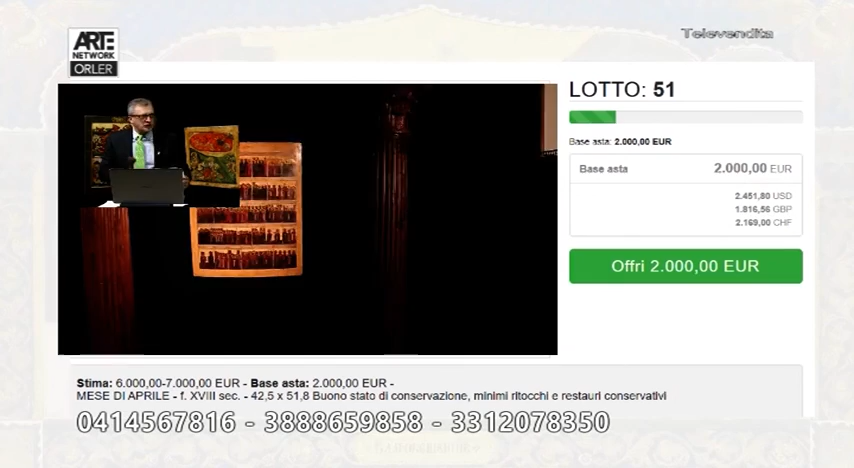 ARTE
NETWORK
ORLER
Televendita
LOTTO: 51
Base asta: 2.000,00 EUR
Base asta 2.000,00 EUR
2.451,80 USD
1.816,56 GBP
2.169,00 CHF
Offri 2.000,00 EUR
Stima: 6.000,00-7.000,00 EUR - Base asta: 2.000,00 EUR -
MESE DI APRILE - f. XVIII sec. - 42,5 x 51,8 Buono stato di conservazione, minimi ritocchi e restauri conservativi
0414567816 - 3888659858 - 3312078350